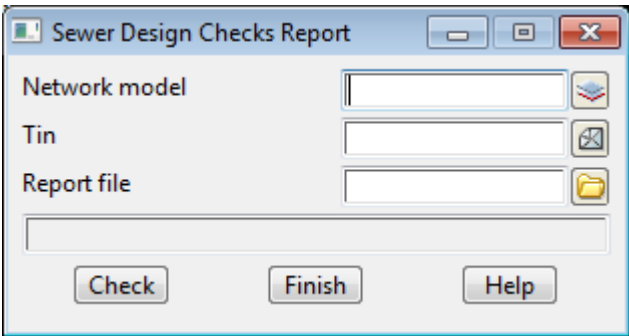 Sewer Design Checks Report
Network model
Tin
Report file
Check Finish Help